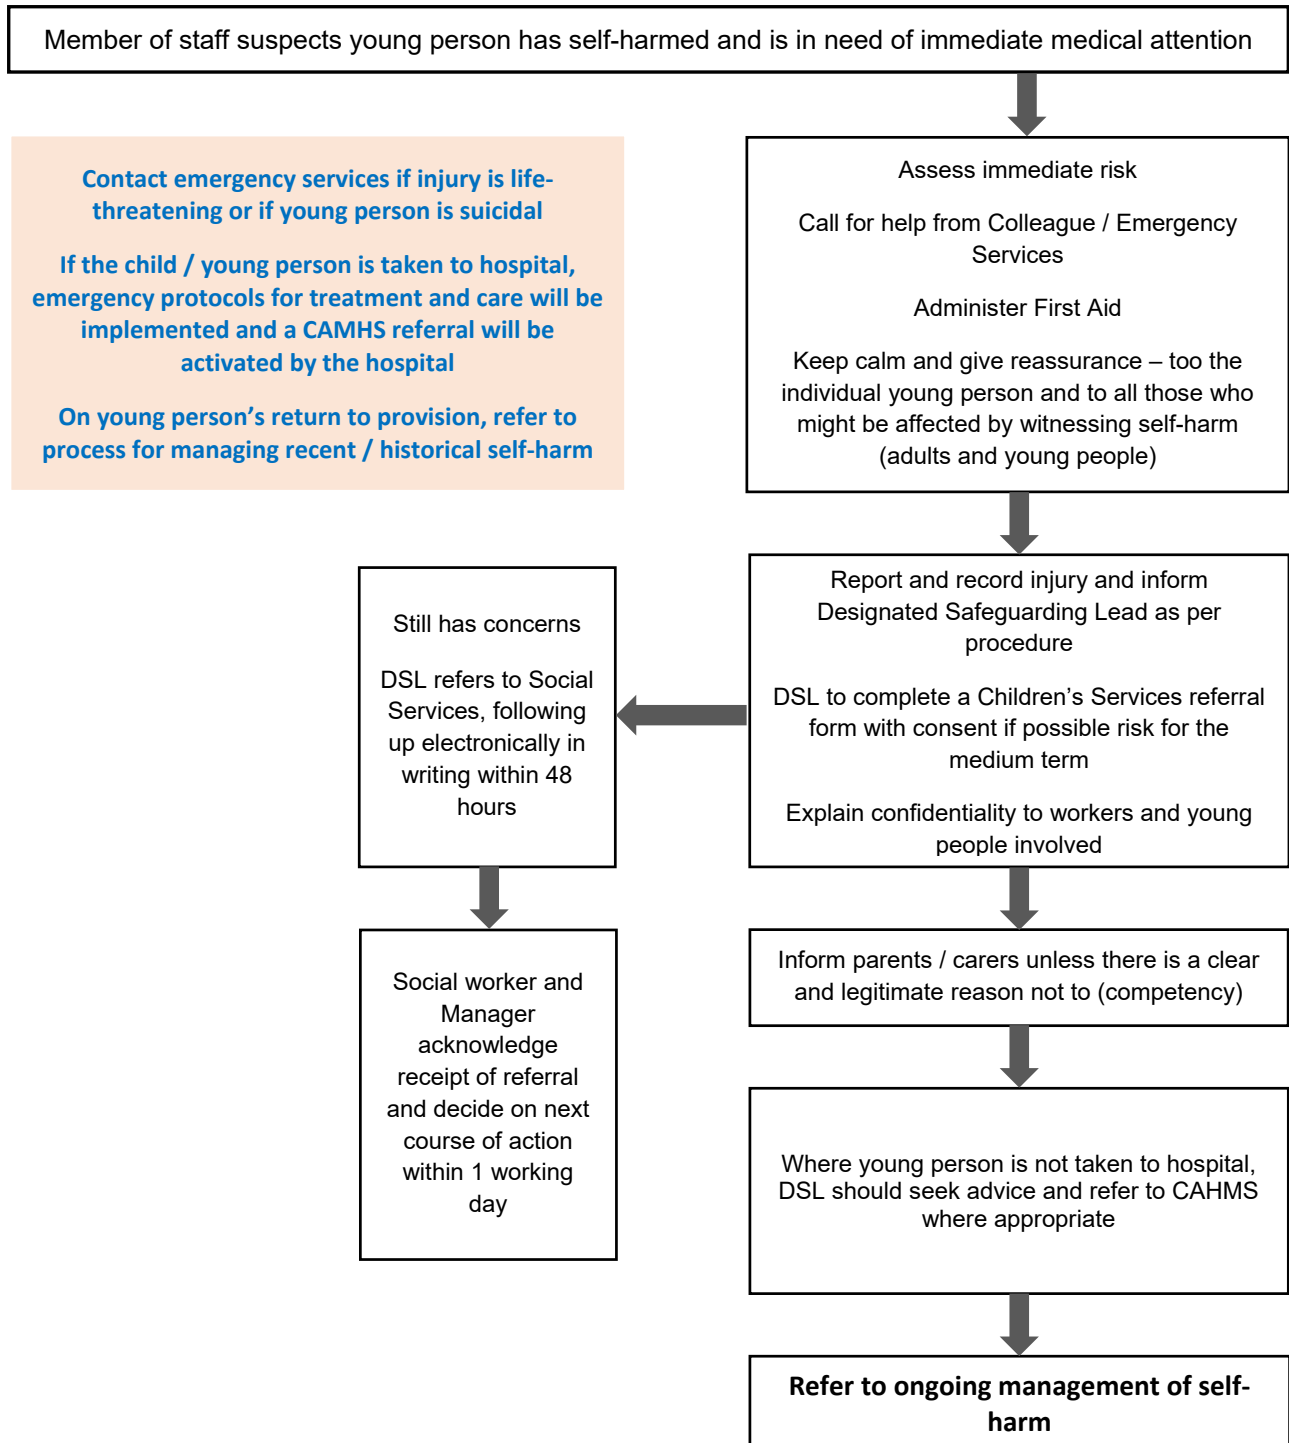 Member of staff suspects young person has self-harmed and is in need of immediate medical attention
Contact emergency services if injury is life-
threatening or if young person is suicidal
If the child / young person is taken to hospital,
emergency protocols for treatment and care will be
implemented and a CAMHS referral will be
activated by the hospital
On young person's return to provision, refer to
process for managing recent / historical self-harm
Assess immediate risk
Call for help from Colleague / Emergency
Services
Administer First Aid
Keep calm and give reassurance – too the
individual young person and to all those who
might be affected by witnessing self-harm
(adults and young people)
Report and record injury and inform
Designated Safeguarding Lead as per
procedure
DSL to complete a Children's Services referral
form with consent if possible risk for the
medium term
Explain confidentiality to workers and young
people involved
Still has concerns
DSL refers to Social
Services, following
up electronically in
writing within 48
hours
Social worker and
Manager
acknowledge
receipt of referral
and decide on next
course of action
within 1 working
day
Inform parents / carers unless there is a clear
and legitimate reason not to (competency)
Where young person is not taken to hospital,
DSL should seek advice and refer to CAHMS
where appropriate
Refer to ongoing management of self-
harm